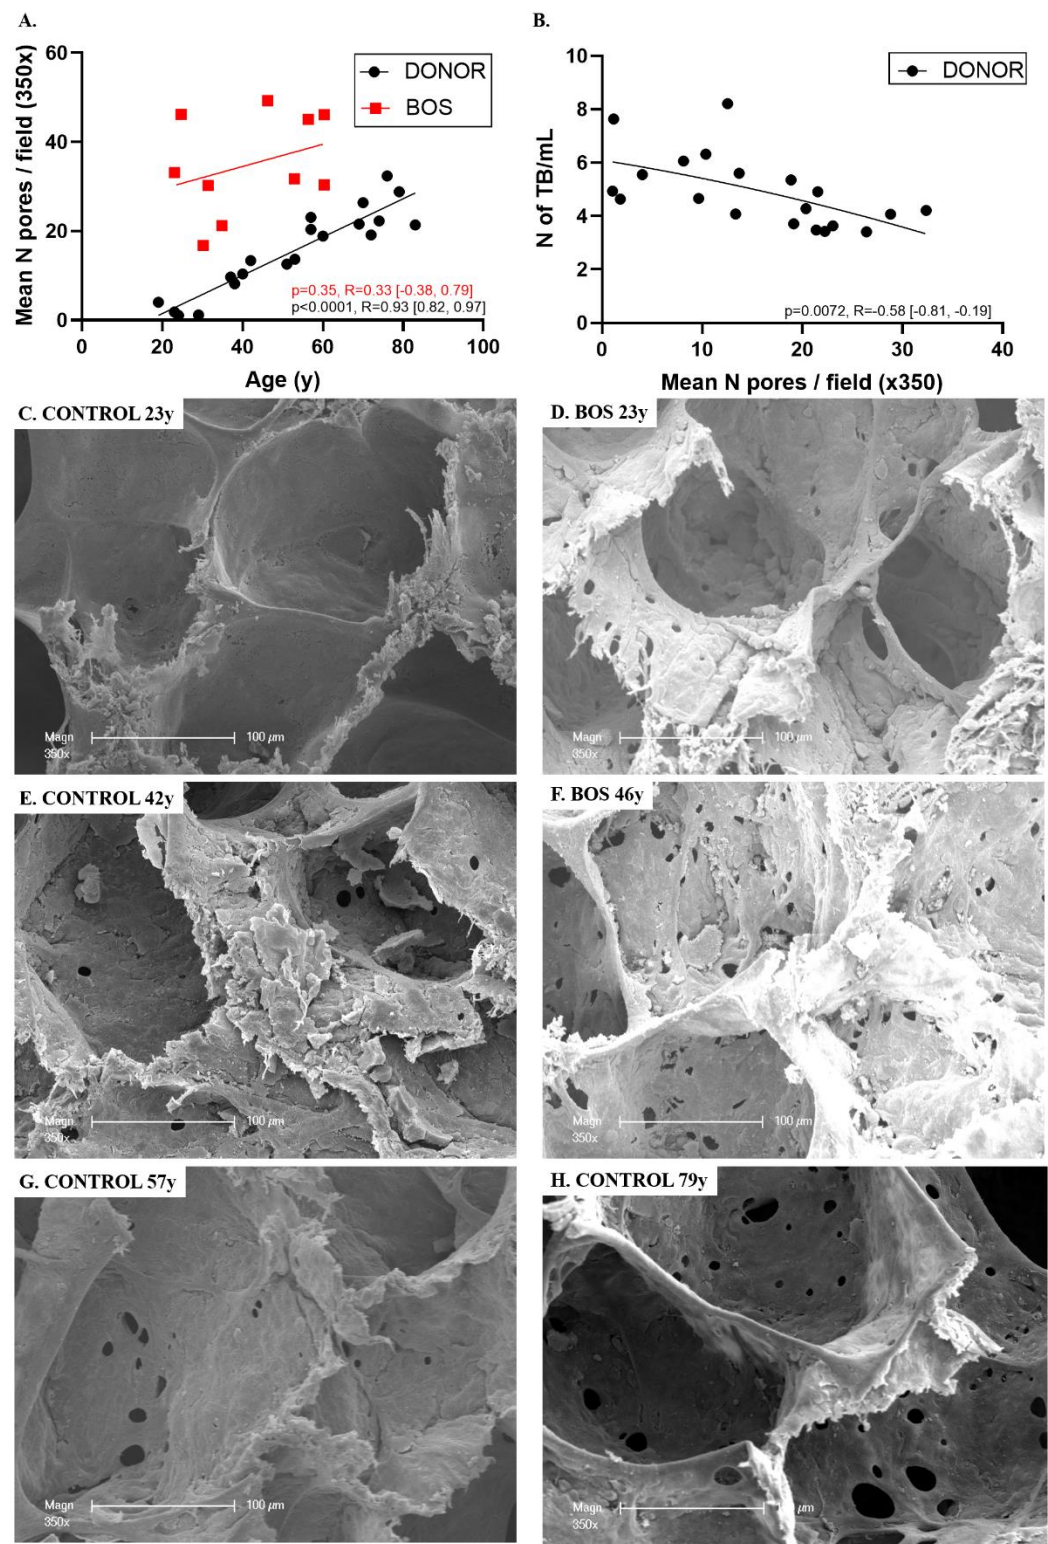 A.
60
40
20
0
Mean N pores / field (350x)
DONOR
BOS
p=0.35, R=0.33 [-0.38, 0.79]
p<0.0001, R=0.93 [0.82, 0.97]
0 20 40 60 80 100
Age (y)
B.
10
8
6
4
2
0
N of TB/mL
DONOR
p=0.0072, R=-0.58 [-0.81, -0.19]
0 10 20 30 40
Mean N pores / field (x350)
C. CONTROL 23y
Magn
350x
100 µm
D. BOS 23y
Magn
350x
100 µm
E. CONTROL 42y
Magn
350x
100 µm
F. BOS 46y
Magn
350x
100 µm
G. CONTROL 57y
Magn
350x
100 µm
H. CONTROL 79y
Magn
350x
µm